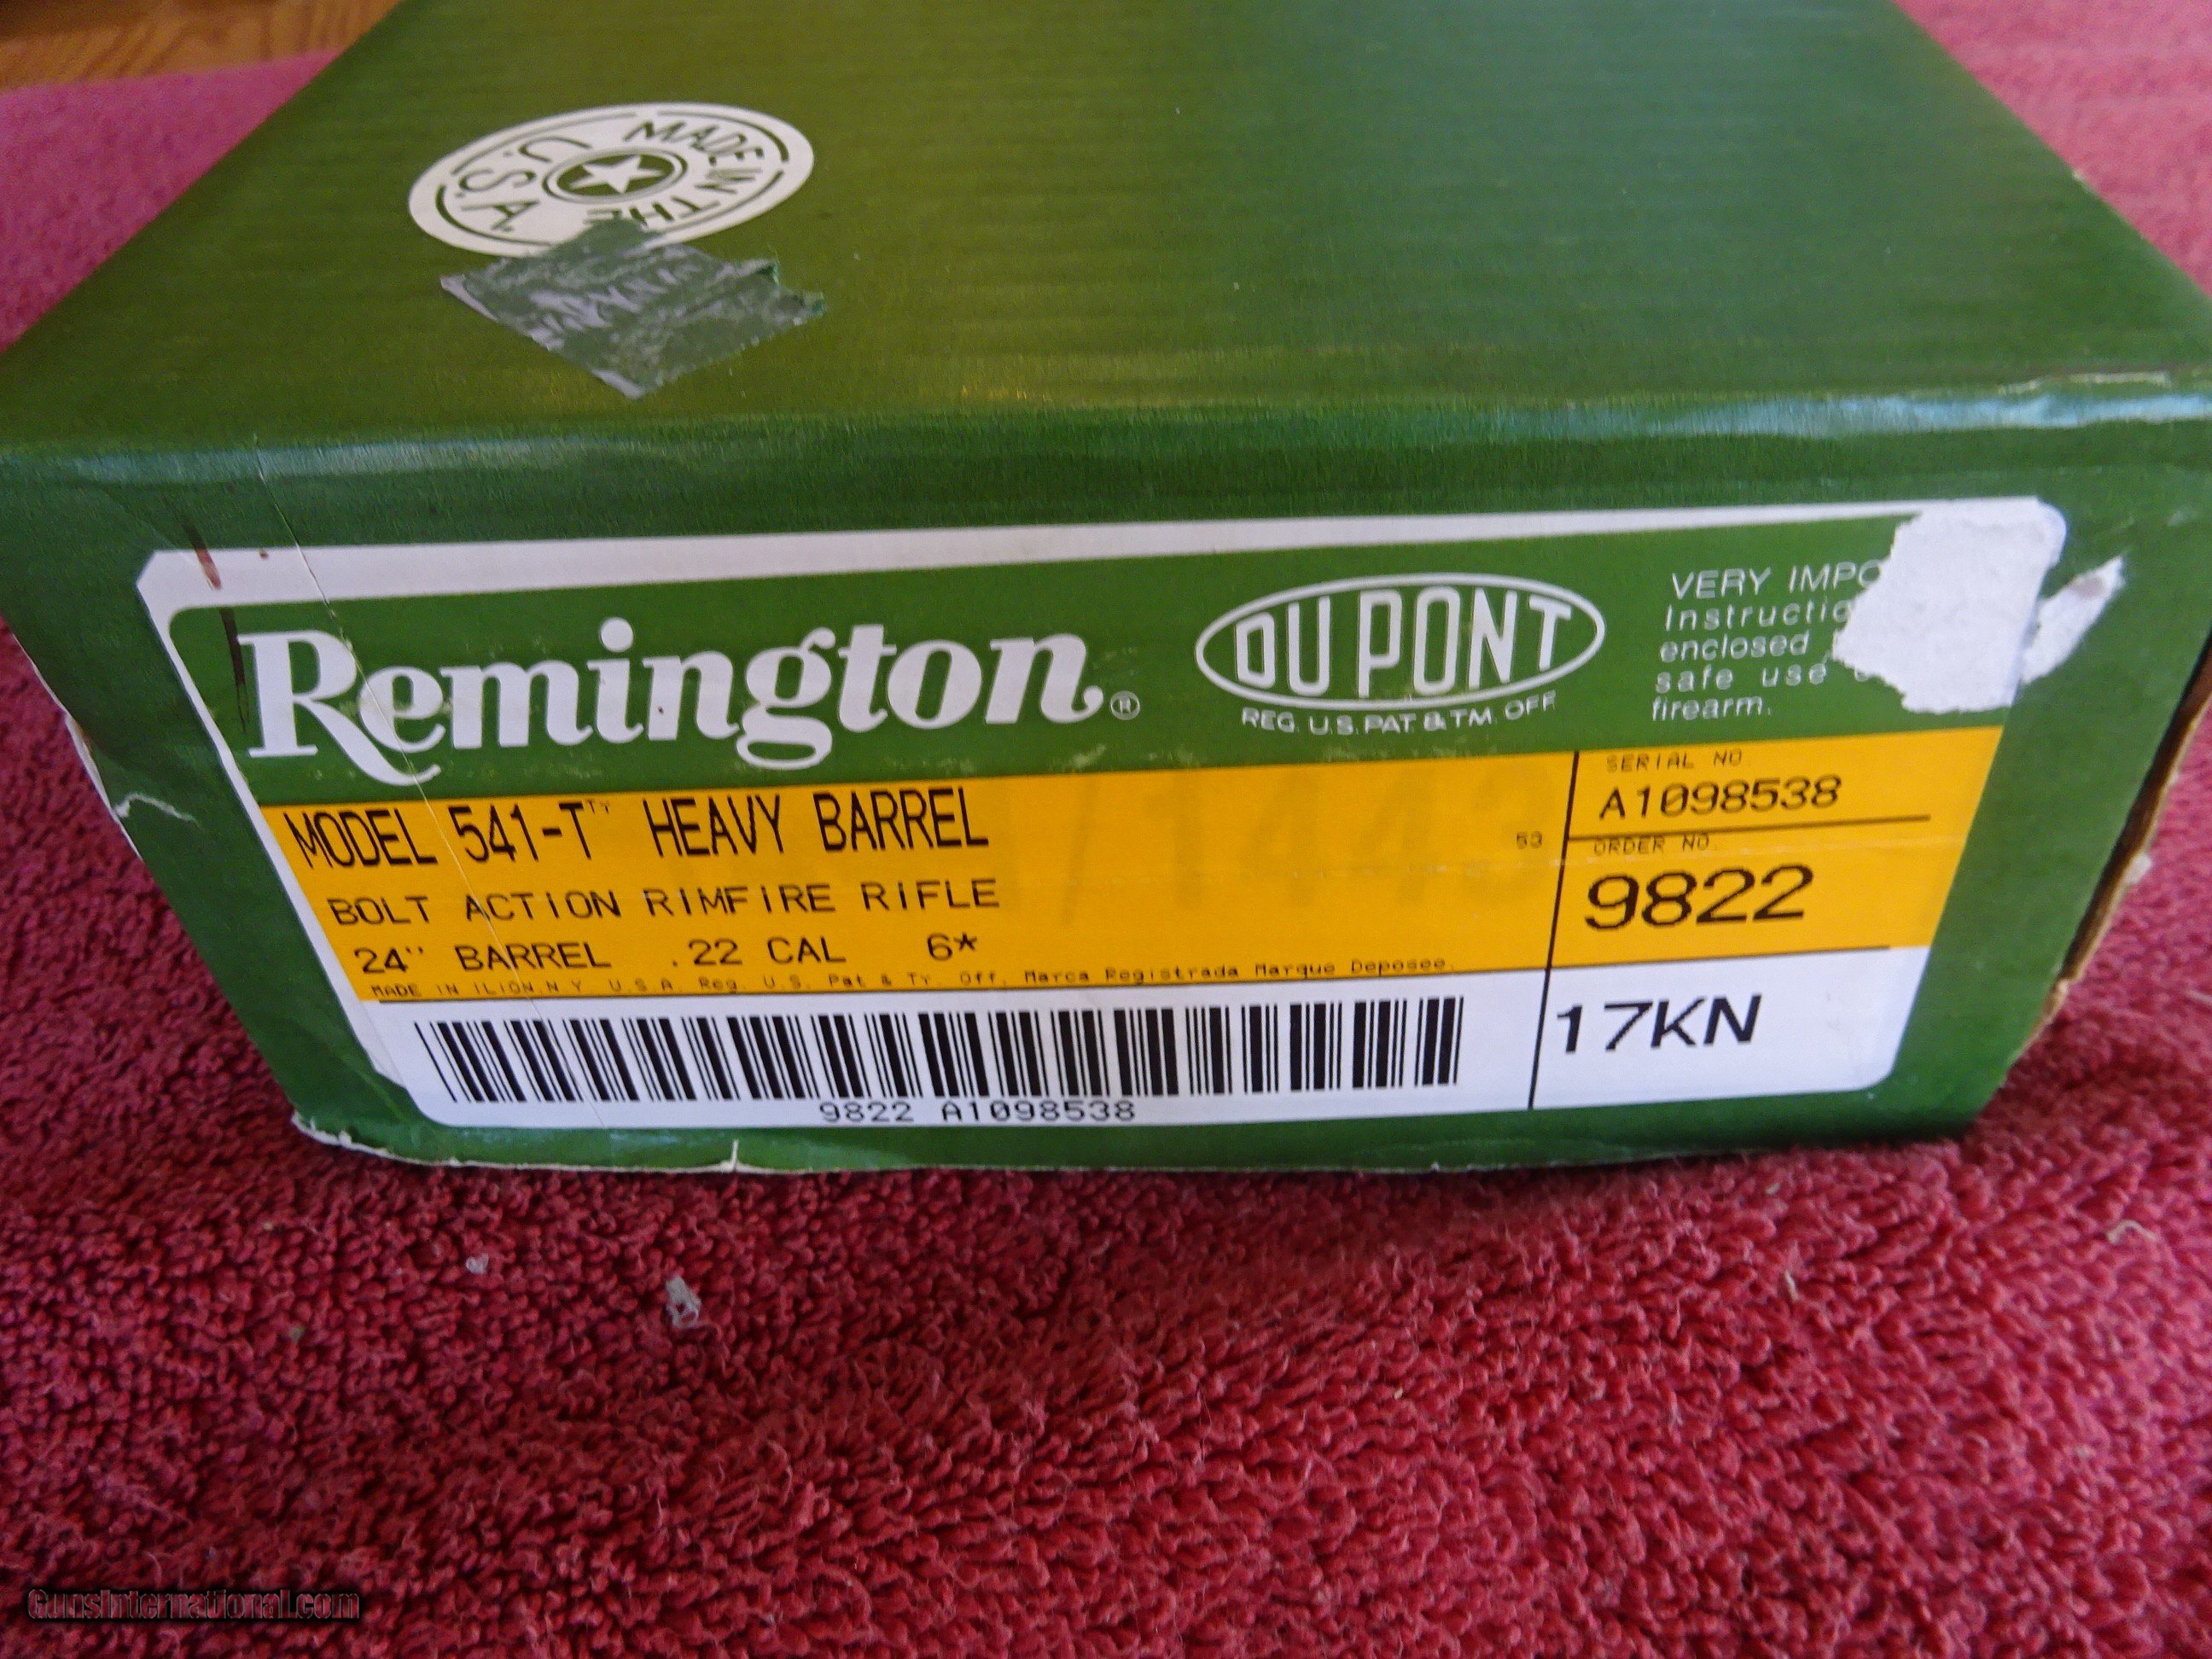 MADE IN THE
U.S.A.
Remington®
DU PONT
REG. U.S. PAT. & TM. OFF.
VERY IMPO
Instructio
enclosed
safe use
firearm.
MODEL 541-T™ HEAVY BARREL
BOLT ACTION RIMFIRE RIFLE
24" BARREL .22 CAL 6*
53
MADE IN ILION, N.Y. U.S.A. Reg. U.S. Pat & Tr. Off. Marca Registrada Marque Deposee.
SERIAL NO.
A1098538
ORDER NO.
9822
17KN
9822 A1098538
GunsInternational.com